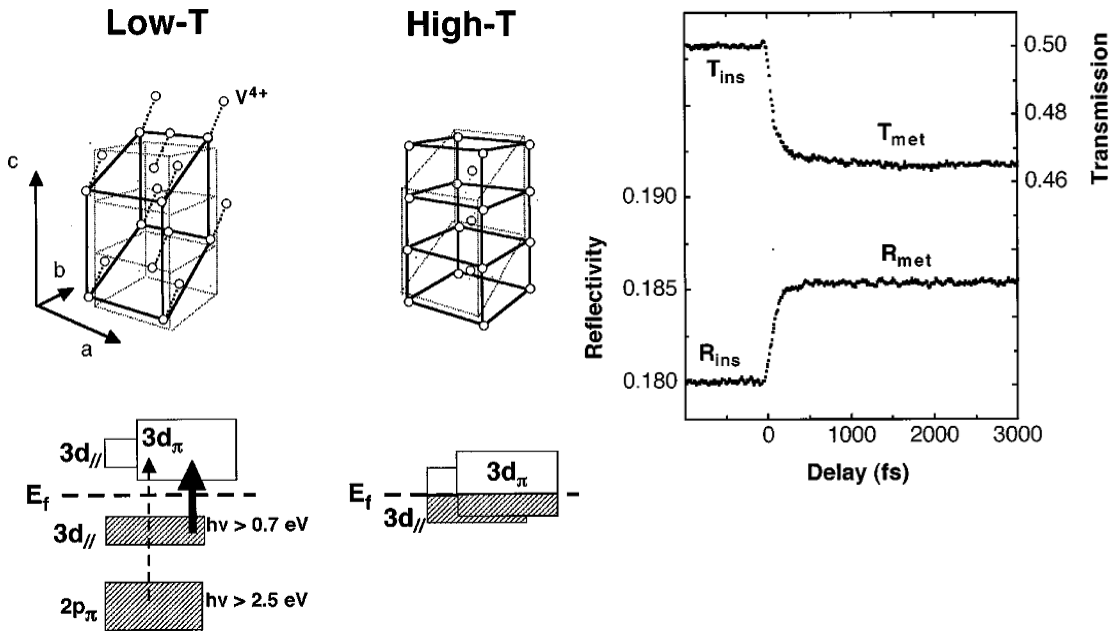 Low-T
High-T
V4+
c
b
a
3dπ
3d//
Ef
3d//
hν > 0.7 eV
2pπ
hν > 2.5 eV
3dπ
Ef
3d//
Tins
Tmet
Rmet
Rins
0.50
0.48
0.46
Transmission
0.190
0.185
0.180
Reflectivity
0
1000
2000
3000
Delay (fs)